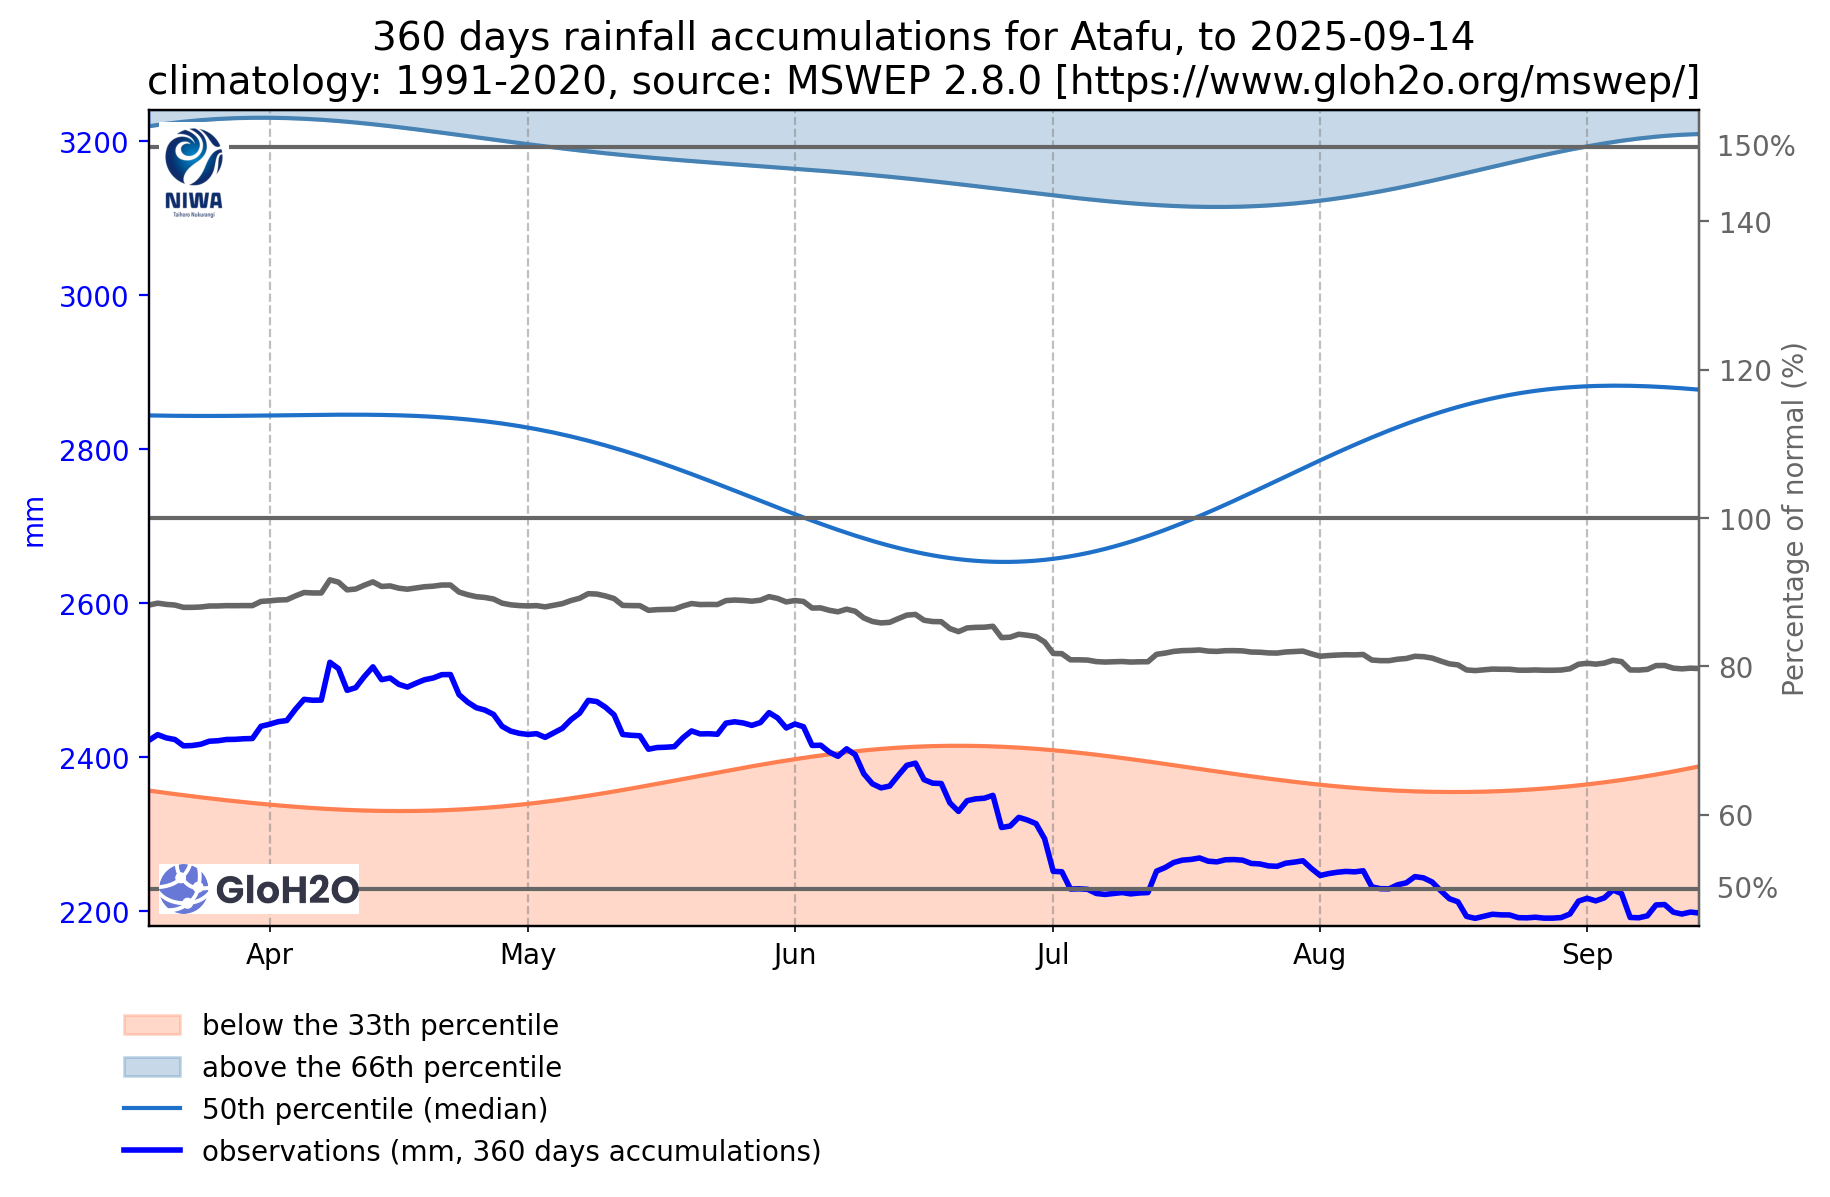 360 days rainfall accumulations for Atafu, to 2025-09-14
climatology: 1991-2020, source: MSWEP 2.8.0 [https://www.gloh2o.org/mswep/]
3200
3000
2800
2600
2400
2200
mm
NIWA
Taihoro Nukurangi
GloH2O
150%
140
120
100
80
60
50%
Percentage of normal (%)
Apr
May
Jun
Jul
Aug
Sep
below the 33th percentile
above the 66th percentile
50th percentile (median)
observations (mm, 360 days accumulations)